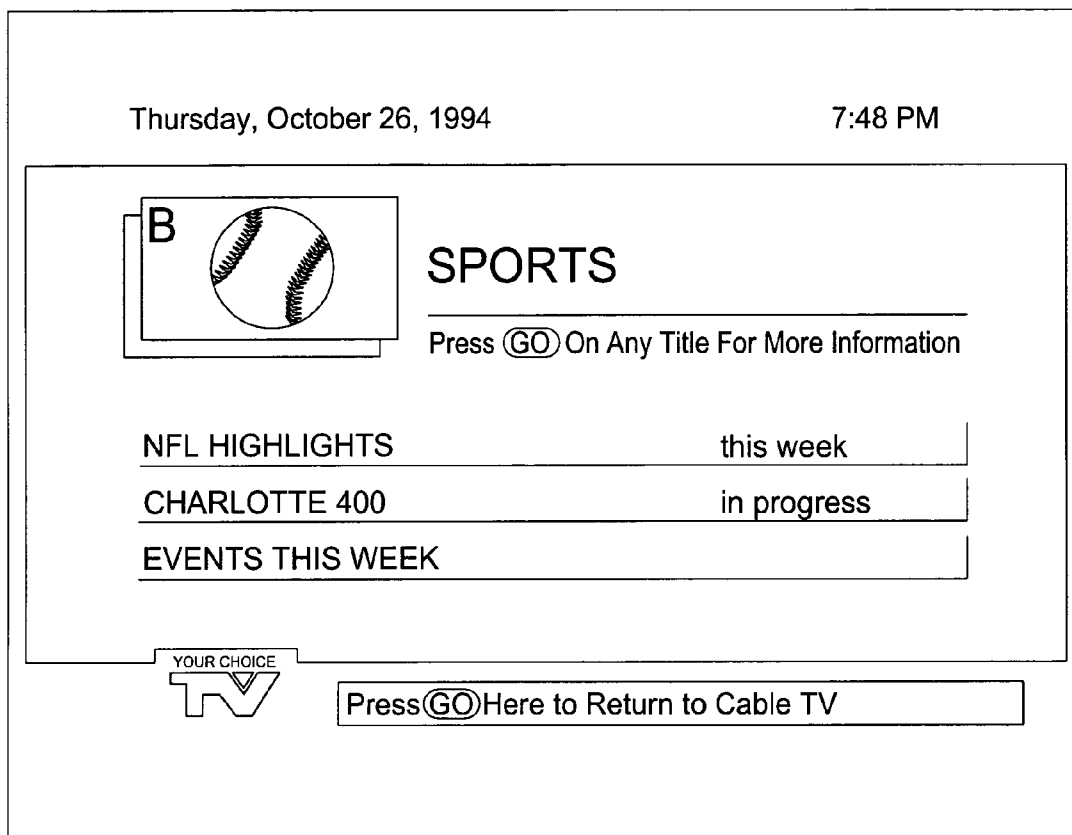 Thursday, October 26, 1994 7:48 PM
B
SPORTS
Press GO On Any Title For More Information
NFL HIGHLIGHTS this week
CHARLOTTE 400 in progress
EVENTS THIS WEEK
YOUR CHOICE
TV
Press GO Here to Return to Cable TV